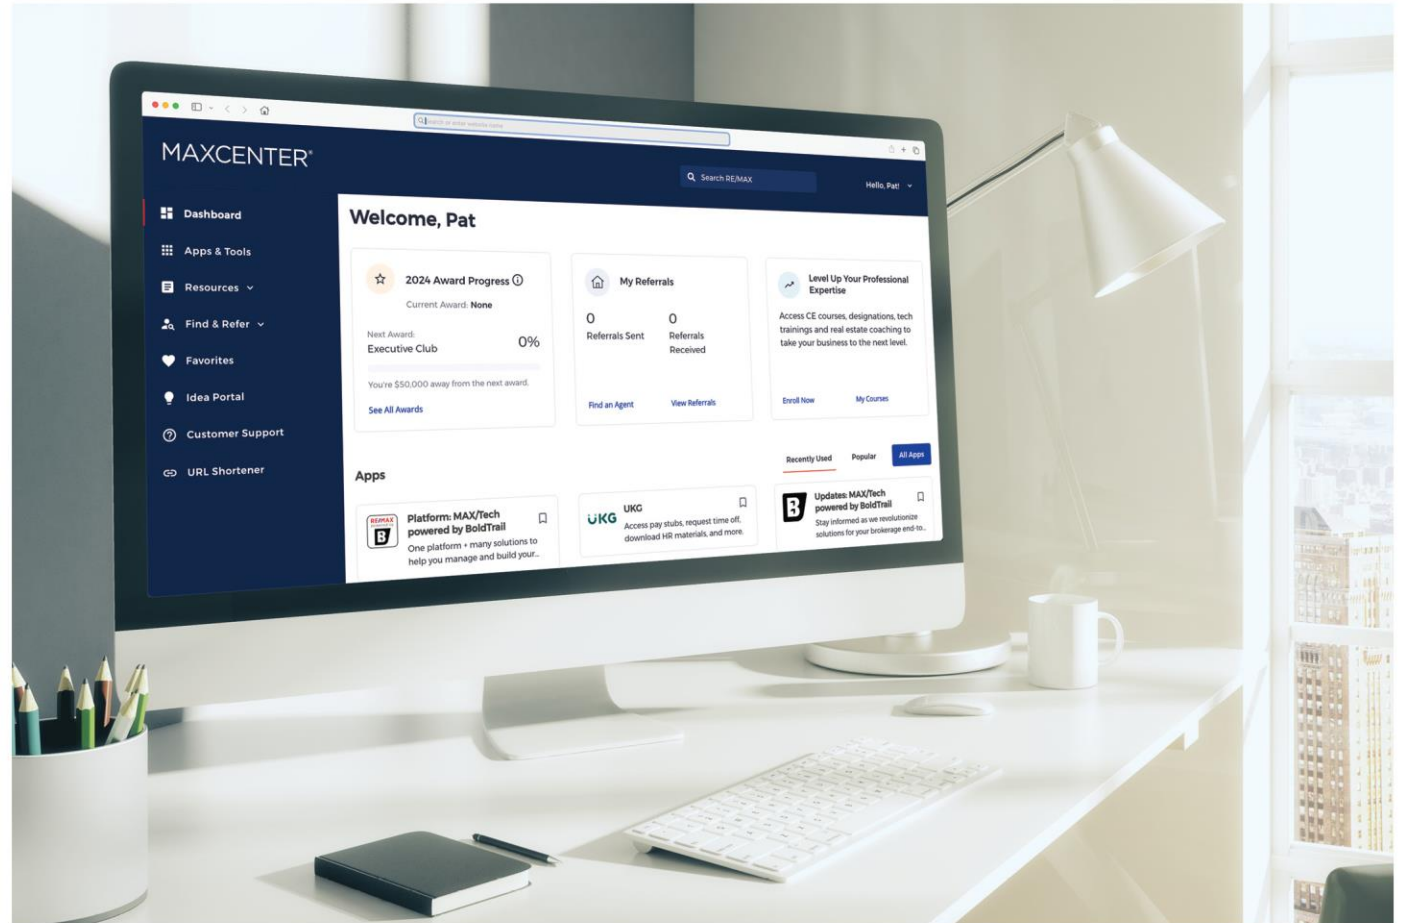 Search or enter website name
MAXCENTER®
Search RE/MAX
Hello, Pat!
Dashboard
Apps & Tools
Resources
Find & Refer
Favorites
Idea Portal
Customer Support
URL Shortener
Welcome, Pat
2024 Award Progress
Current Award: None
Next Award:
Executive Club
0%
You're $50,000 away from the next award.
See All Awards
My Referrals
0
Referrals Sent
0
Referrals
Received
Find an Agent
View Referrals
Level Up Your Professional
Expertise
Access CE courses, designations, tech
trainings and real estate coaching to
take your business to the next level.
Enroll Now
My Courses
Apps
Recently Used
Popular
All Apps
RE/MAX
B
Platform: MAX/Tech
powered by BoldTrail
One platform + many solutions to
help you manage and build your...
UKG
UKG
Access pay stubs, request time off,
download HR materials, and more.
B
Updates: MAX/Tech
powered by BoldTrail
Stay informed as we revolutionize
solutions for your brokerage end-to...